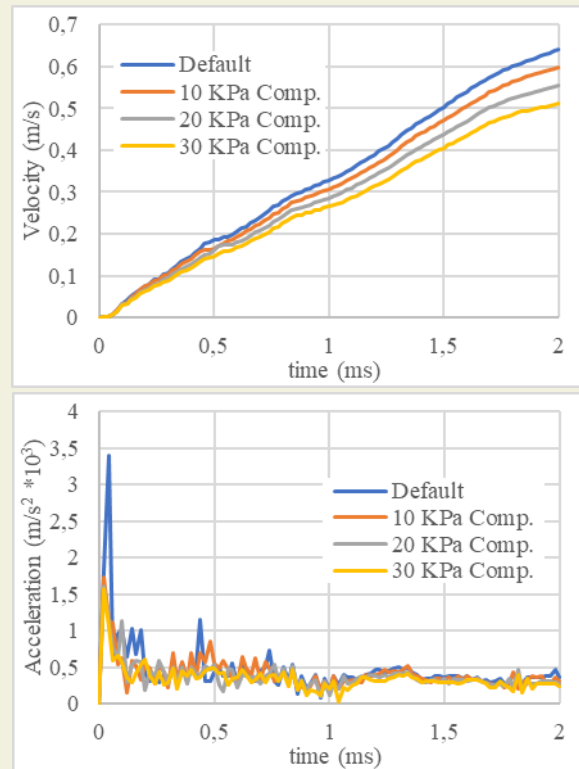 0,7
0,6
0,5
0,4
0,3
0,2
0,1
0
Velocity (m/s)
Default
10 KPa Comp.
20 KPa Comp.
30 KPa Comp.
0 0,5 1 1,5 2
time (ms)
4
3,5
3
2,5
2
1,5
1
0,5
0
Acceleration (m/s² *10³)
Default
10 KPa Comp.
20 KPa Comp.
30 KPa Comp.
0 0,5 1 1,5 2
time (ms)